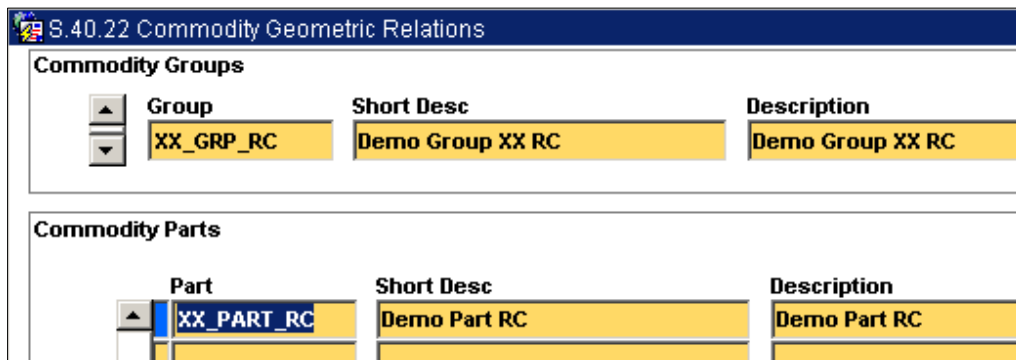 S.40.22 Commodity Geometric Relations
Commodity Groups
Group Short Desc Description
XX_GRP_RC Demo Group XX RC Demo Group XX RC
Commodity Parts
Part Short Desc Description
XX_PART_RC Demo Part RC Demo Part RC